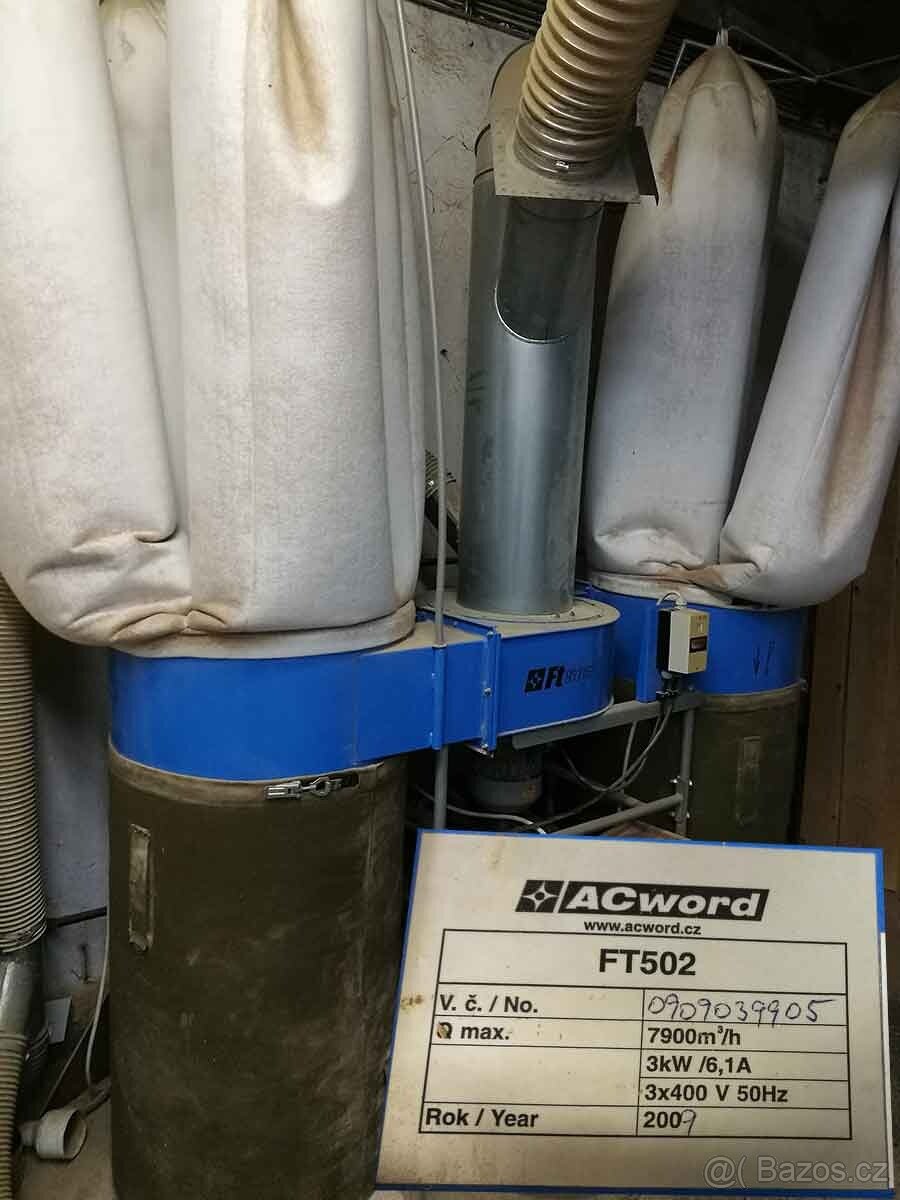 Ft
ACword
www.acword.cz
FT502
V. č. / No. 0909039905
Q max. 7900m³/h
3kW /6,1A
3x400 V 50Hz
Rok / Year 2009
@( Bazos.cz